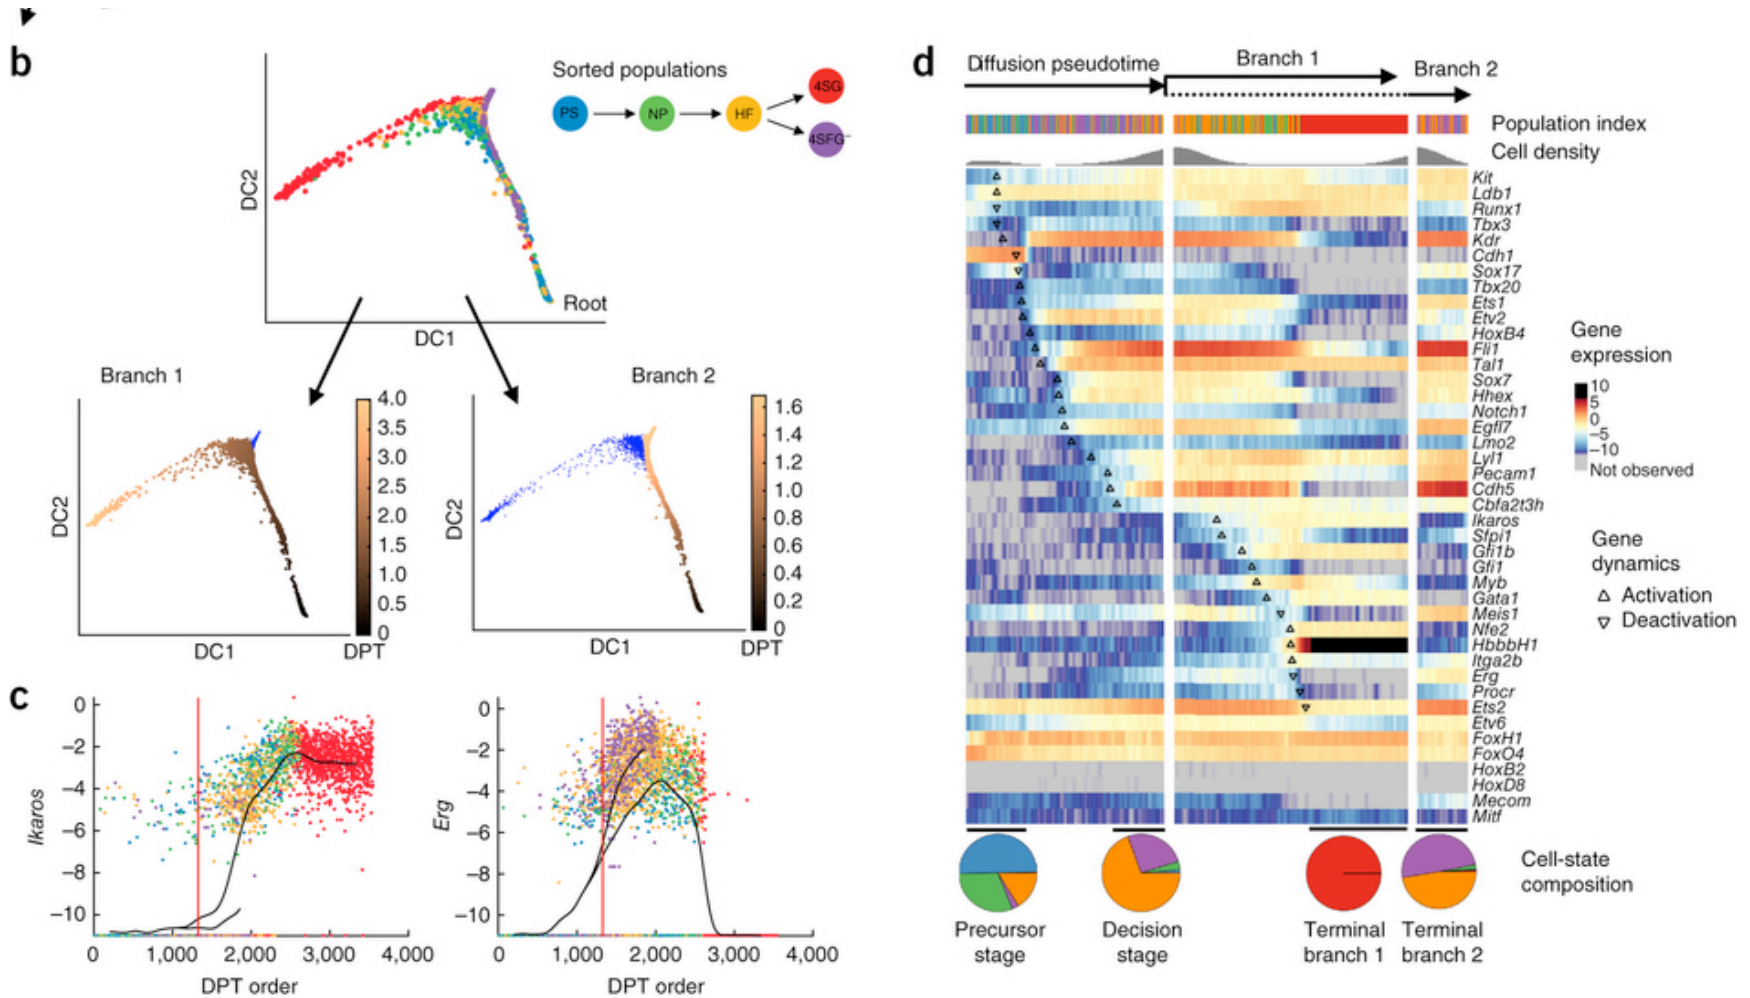 b
Sorted populations
PS
NP
HF
4SG
4SFG⁻
DC2
Root
DC1
Branch 1
Branch 2
DC2
4.0
3.5
3.0
2.5
2.0
1.5
1.0
0.5
0
DC1
DPT
DC2
1.6
1.4
1.2
1.0
0.8
0.6
0.4
0.2
0
DC1
DPT
c
Ikaros
0
−2
−4
−6
−8
−10
0 1,000 2,000 3,000 4,000
DPT order
Erg
0
−2
−4
−6
−8
−10
0 1,000 2,000 3,000 4,000
DPT order
d
Diffusion pseudotime
Branch 1
Branch 2
Population index
Cell density
Kit
Ldb1
Runx1
Tbx3
Kdr
Cdh1
Sox17
Tbx20
Ets1
Etv2
HoxB4
Fli1
Tal1
Sox7
Hhex
Notch1
Egfl7
Lmo2
Lyl1
Pecam1
Cdh5
Cbfa2t3h
Ikaros
Sfpi1
Gfi1b
Gfi1
Myb
Gata1
Meis1
Nfe2
HbbbH1
Itga2b
Erg
Procr
Ets2
Etv6
FoxH1
FoxO4
HoxB2
HoxD8
Mecom
Mitf
Gene
expression
10
5
0
−5
−10
Not observed
Gene
dynamics
Activation
Deactivation
Cell-state
composition
Precursor
stage
Decision
stage
Terminal
branch 1
Terminal
branch 2